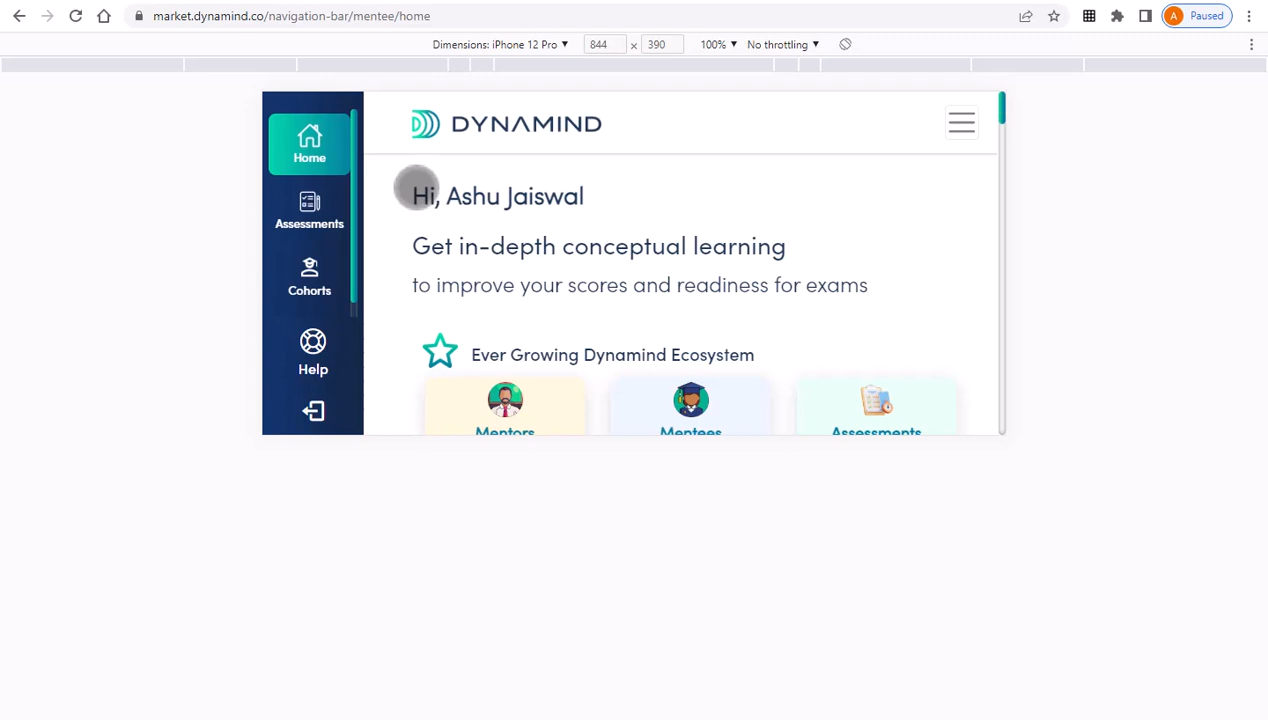 market.dynamind.co/navigation-bar/mentee/home
A Paused
Dimensions: iPhone 12 Pro 844 x 390 100% No throttling
DYNAMIND
Home
Assessments
Cohorts
Help
Hi, Ashu Jaiswal
Get in-depth conceptual learning
to improve your scores and readiness for exams
Ever Growing Dynamind Ecosystem
Mentors Mentees Assessments